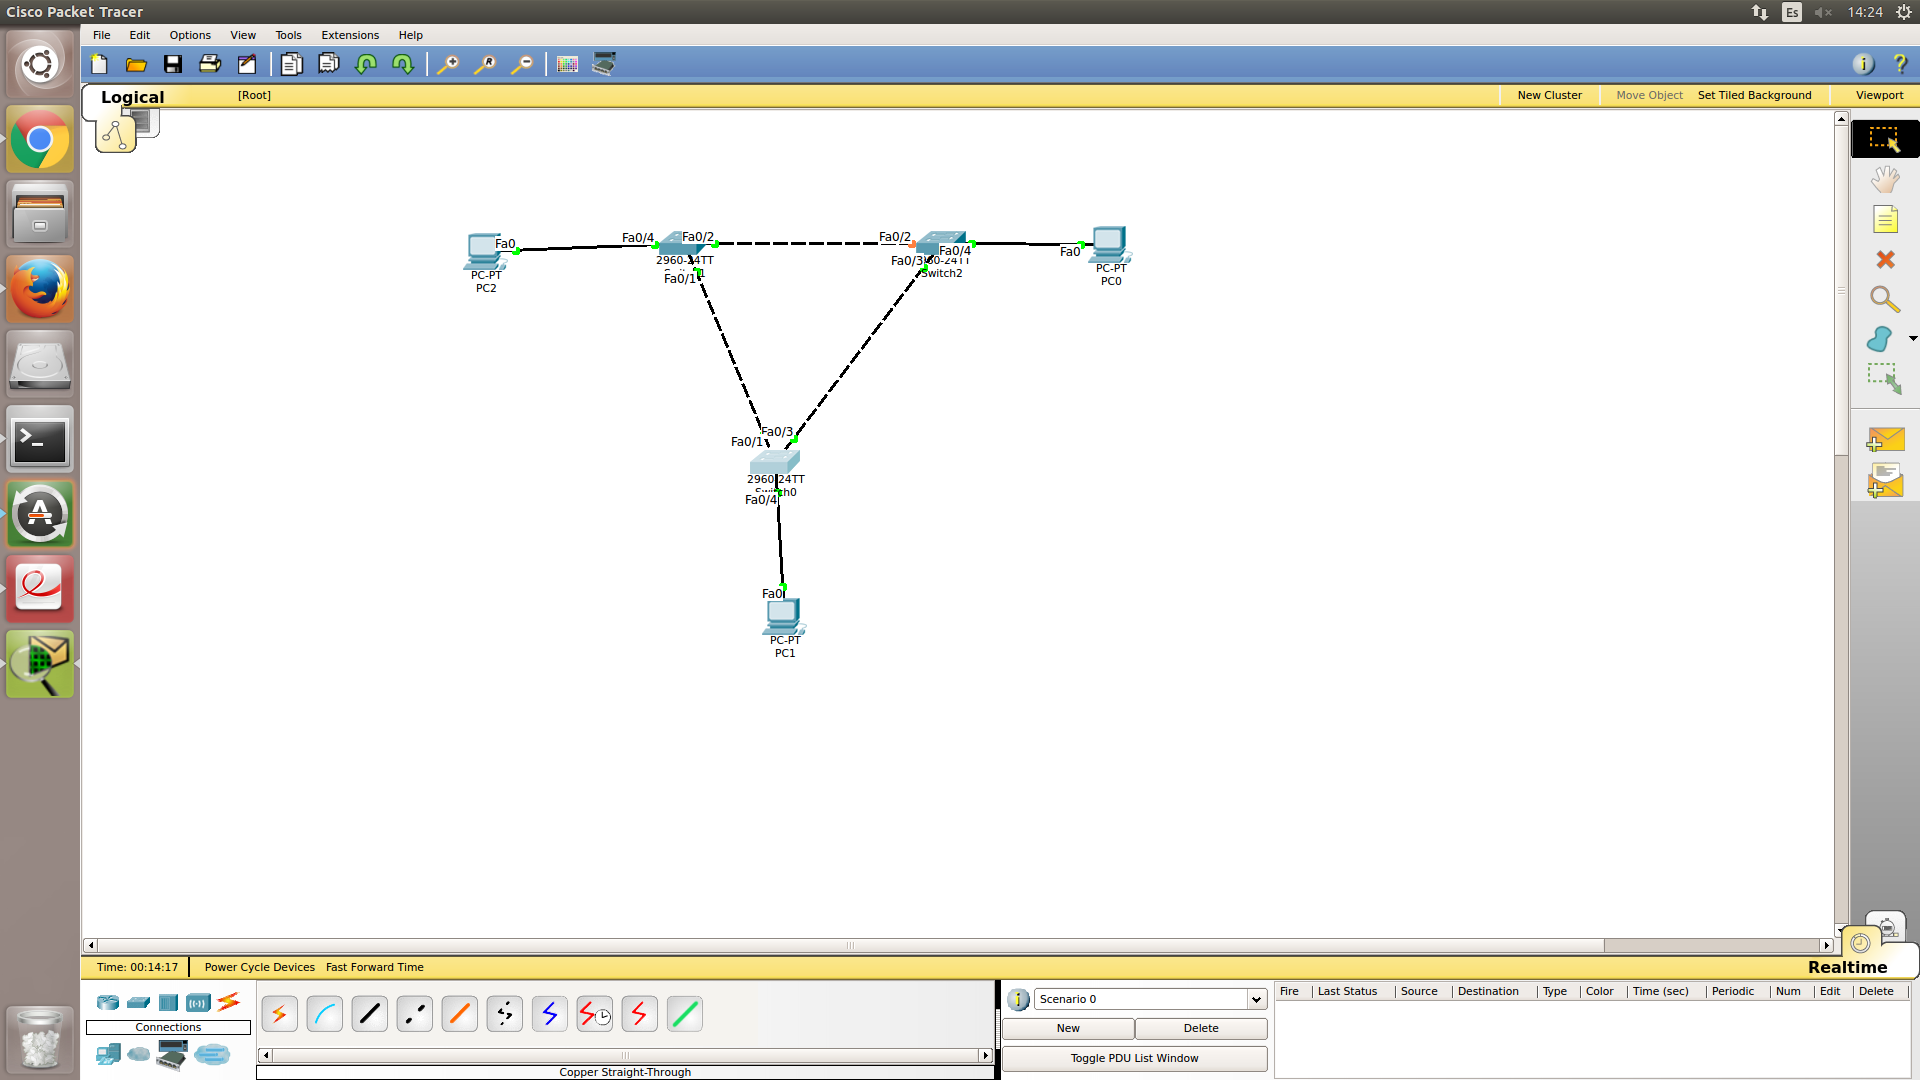 Cisco Packet Tracer
Es
14:24
File Edit Options View Tools Extensions Help
Logical
[Root]
New Cluster
Move Object
Set Tiled Background
Viewport
Fa0
PC-PT
PC2
Fa0/4
Fa0/2
2960-24TT
Fa0/1
Fa0/2
Fa0/4
Fa0/3
Switch2
Fa0
PC-PT
PC0
Fa0/1
Fa0/3
2960-24TT
Switch0
Fa0/4
Fa0
PC-PT
PC1
Time: 00:14:17
Power Cycle Devices Fast Forward Time
Realtime
Connections
Copper Straight-Through
Scenario 0
New
Delete
Toggle PDU List Window
Fire Last Status Source Destination Type Color Time (sec) Periodic Num Edit Delete